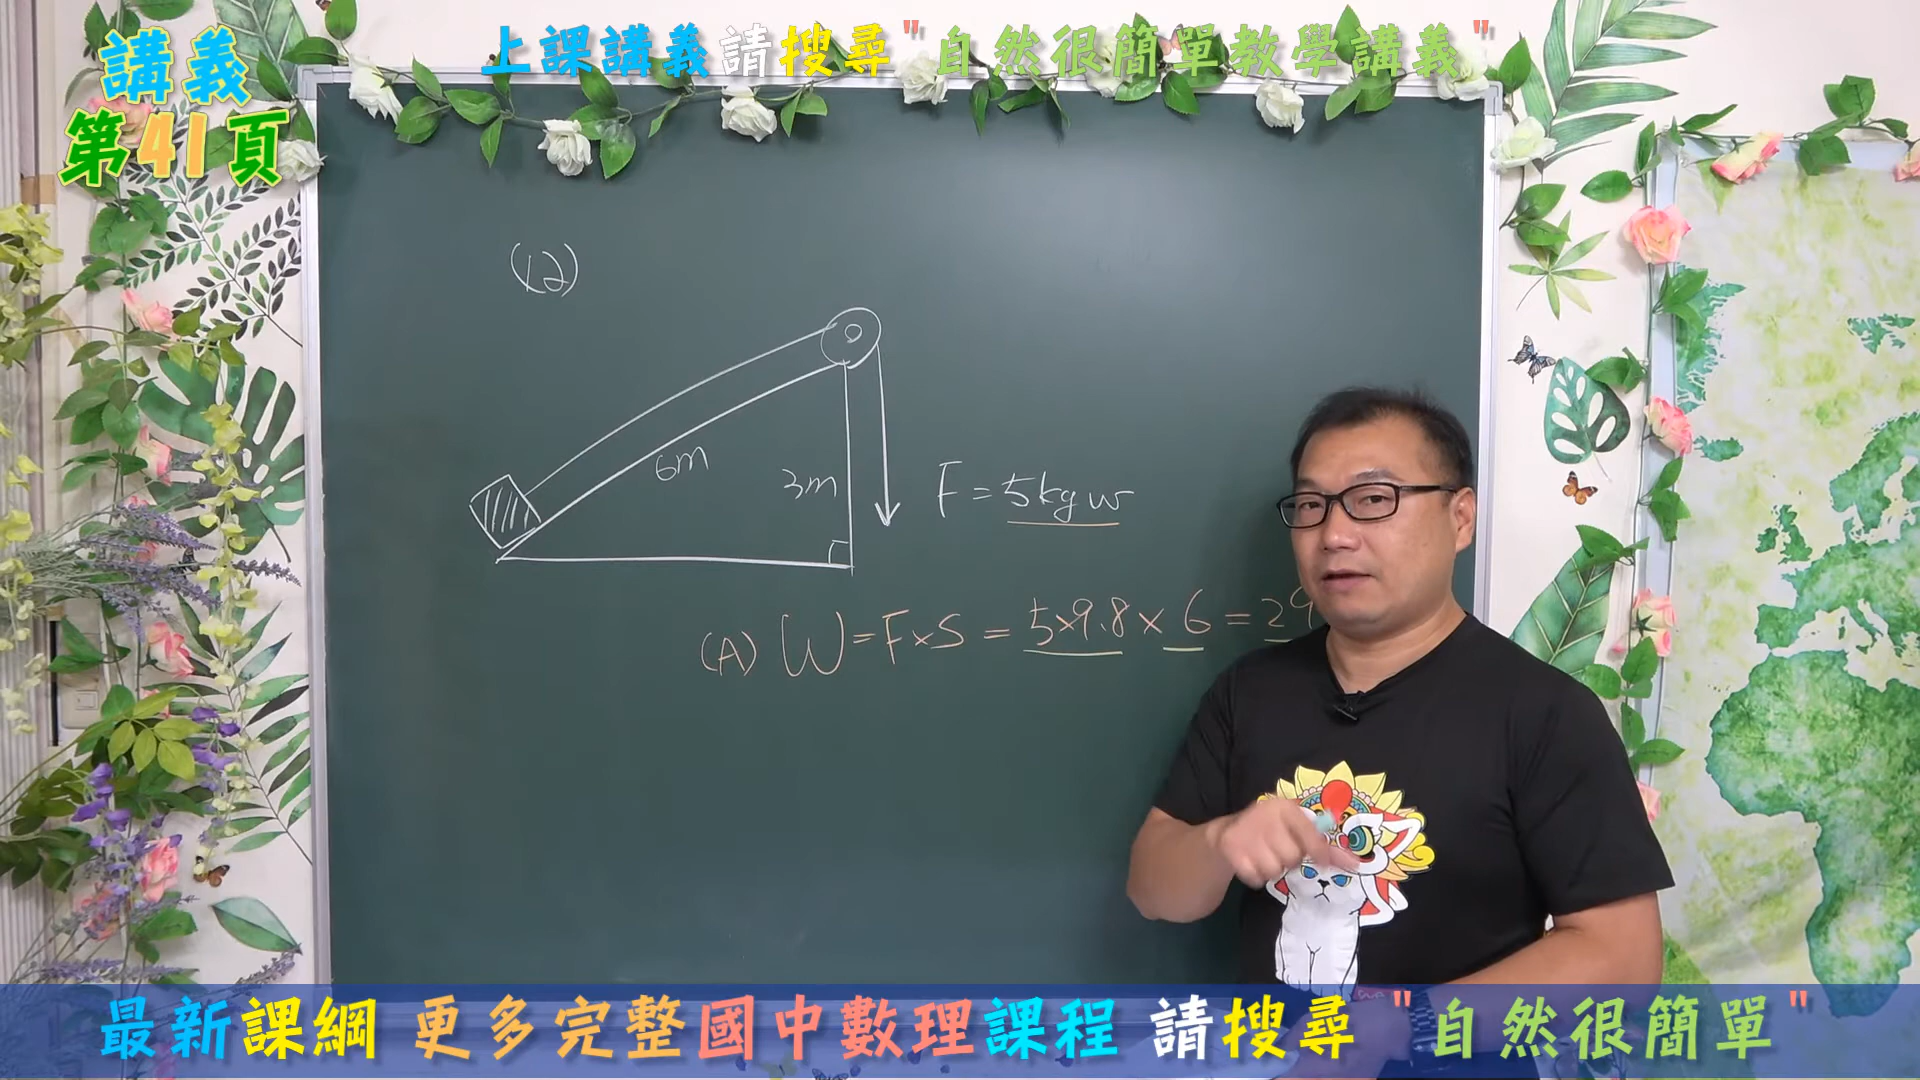 上課講義請搜尋"自然很簡單教學講義"
講義
第41頁
(12)
6m
3m
F=5kgw
(A) W=F×S=5×9.8×6=29
最新課綱 更多完整國中數理課程 請搜尋"自然很簡單"